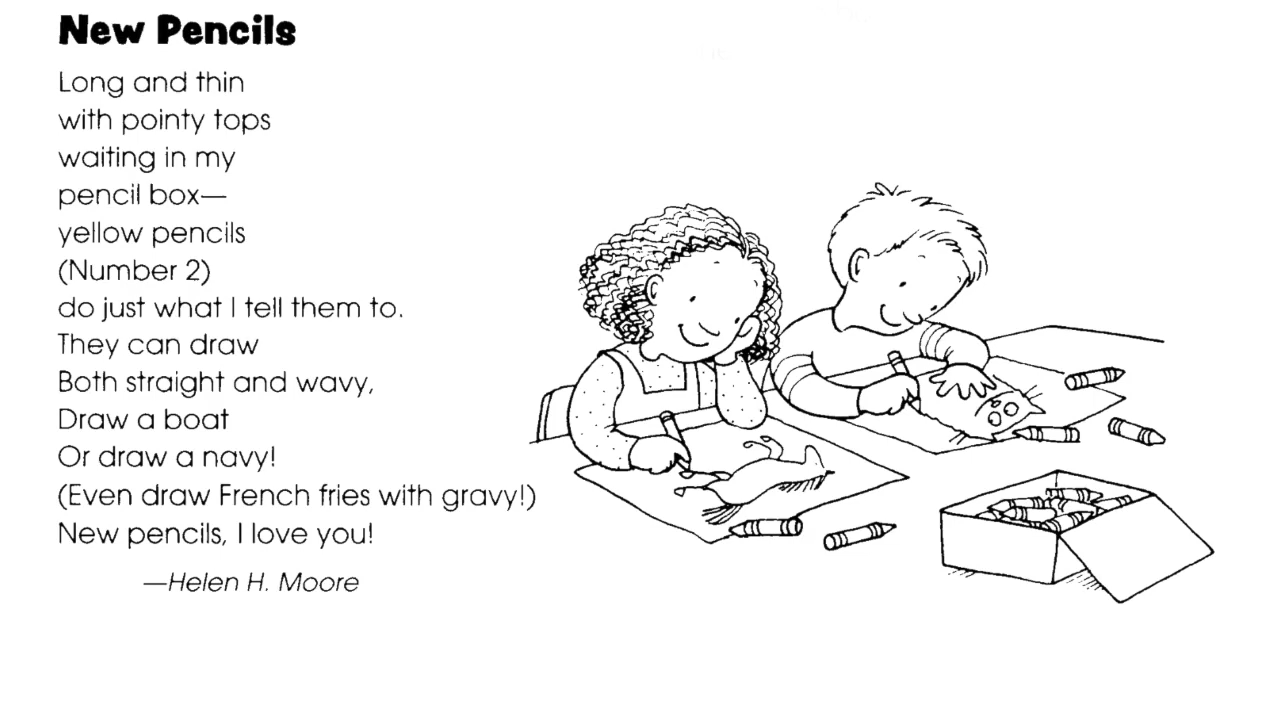 New Pencils
Long and thin
with pointy tops
waiting in my
pencil box—
yellow pencils
(Number 2)
do just what I tell them to.
They can draw
Both straight and wavy,
Draw a boat
Or draw a navy!
(Even draw French fries with gravy!)
New pencils, I love you!
—Helen H. Moore